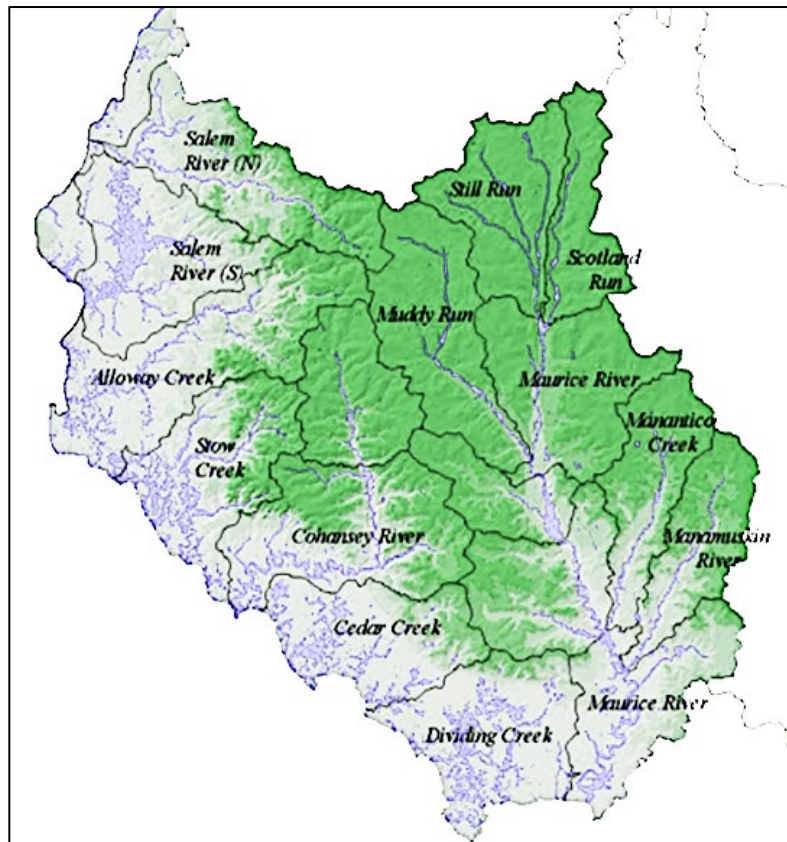 Salem
River (N)
Still Run
Salem
River (S)
Scotland
Run
Muddy Run
Alloway Creek
Maurice River
Manantico
Creek
Stow
Creek
Cohansey River
Manamuskin
River
Cedar Creek
Maurice River
Dividing Creek